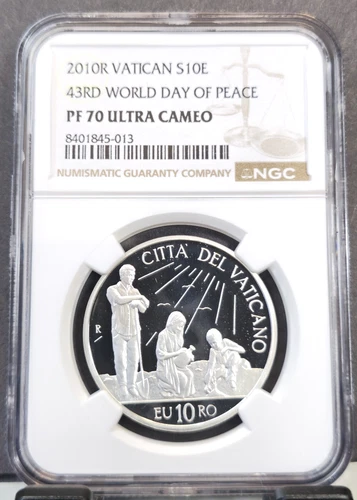 2010R VATICAN S10E
43RD WORLD DAY OF PEACE
PF 70 ULTRA CAMEO
8401845-013
NUMISMATIC GUARANTY COMPANY NGC
CITTA' DEL VATICANO
R
EU 10 RO